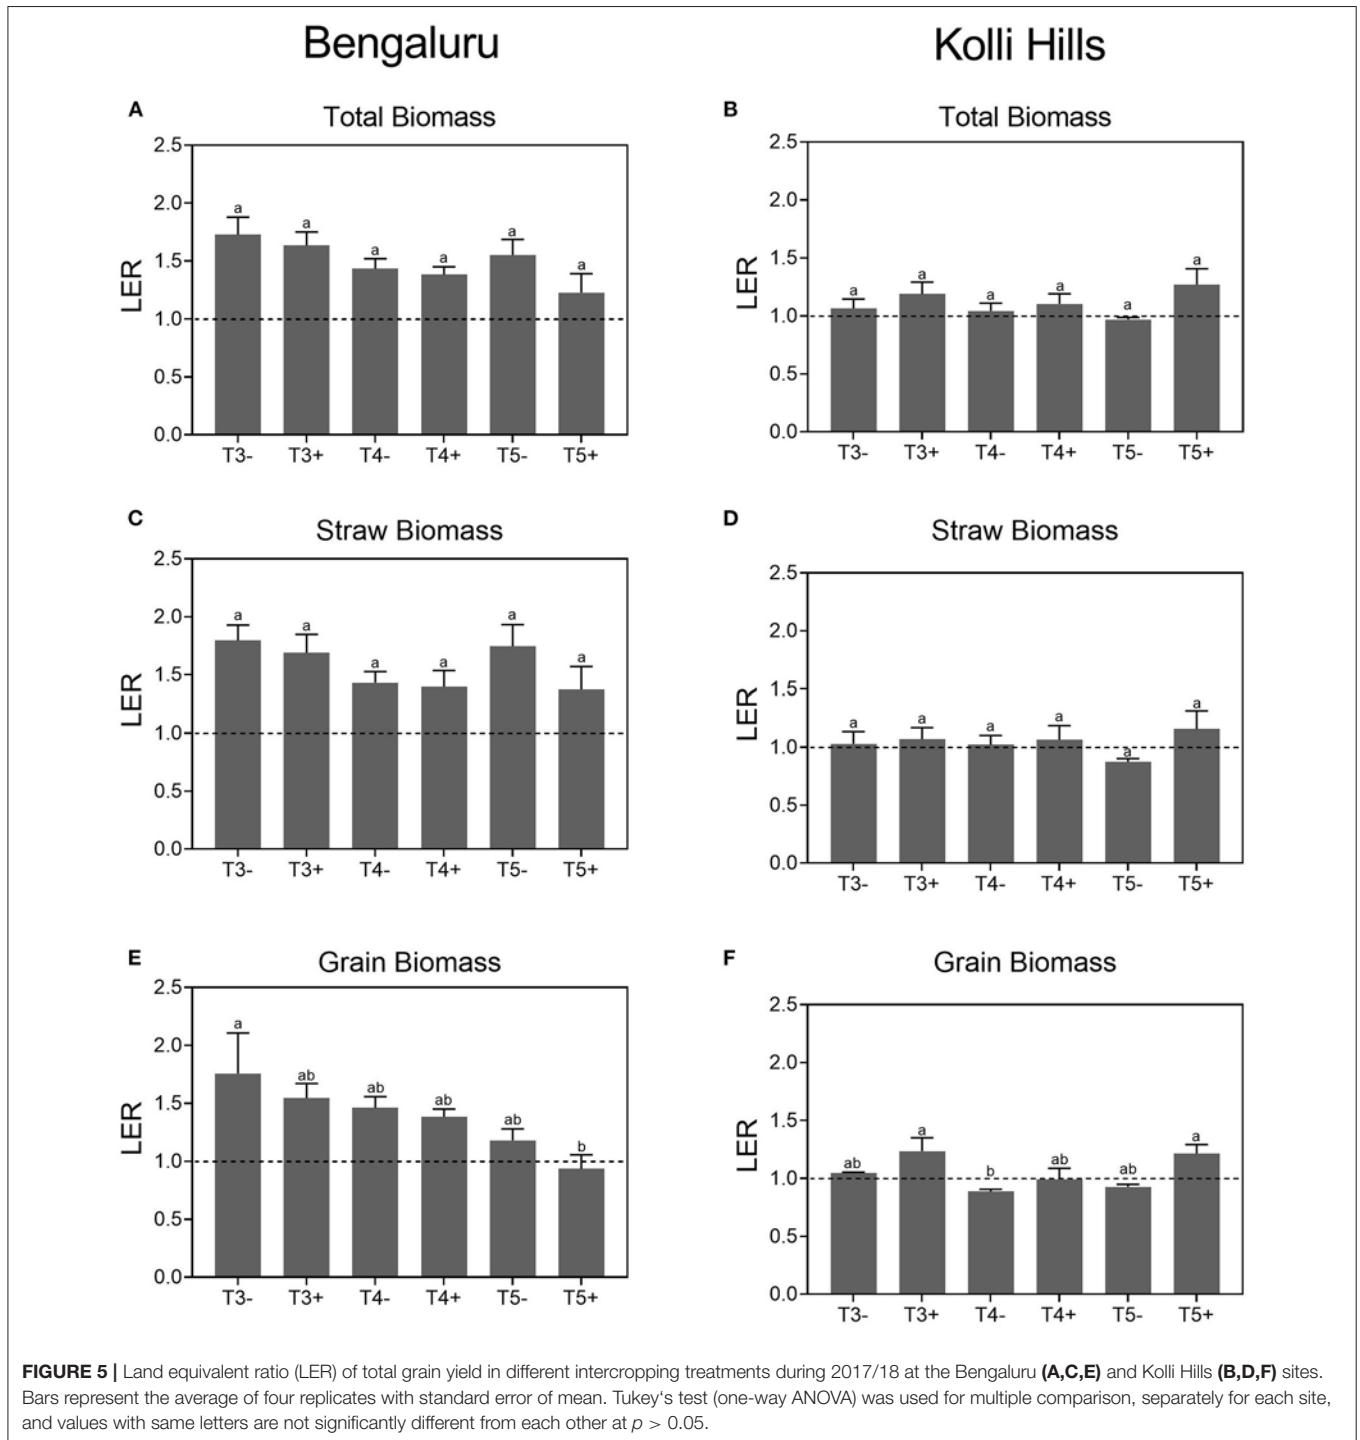 Bengaluru
Kolli Hills
A
Total Biomass
2.5
2.0
1.5
1.0
0.5
0.0
LER
a
a
a
a
a
a
T3-
T3+
T4-
T4+
T5-
T5+
B
Total Biomass
2.5
2.0
1.5
1.0
0.5
0.0
LER
a
a
a
a
a
a
T3-
T3+
T4-
T4+
T5-
T5+
C
Straw Biomass
2.5
2.0
1.5
1.0
0.5
0.0
LER
a
a
a
a
a
a
T3-
T3+
T4-
T4+
T5-
T5+
D
Straw Biomass
2.5
2.0
1.5
1.0
0.5
0.0
LER
a
a
a
a
a
a
T3-
T3+
T4-
T4+
T5-
T5+
E
Grain Biomass
2.5
2.0
1.5
1.0
0.5
0.0
LER
a
ab
ab
ab
ab
b
T3-
T3+
T4-
T4+
T5-
T5+
F
Grain Biomass
2.5
2.0
1.5
1.0
0.5
0.0
LER
ab
a
b
ab
ab
a
T3-
T3+
T4-
T4+
T5-
T5+
FIGURE 5 | Land equivalent ratio (LER) of total grain yield in different intercropping treatments during 2017/18 at the Bengaluru (A,C,E) and Kolli Hills (B,D,F) sites.
Bars represent the average of four replicates with standard error of mean. Tukey‘s test (one-way ANOVA) was used for multiple comparison, separately for each site,
and values with same letters are not significantly different from each other at p > 0.05.